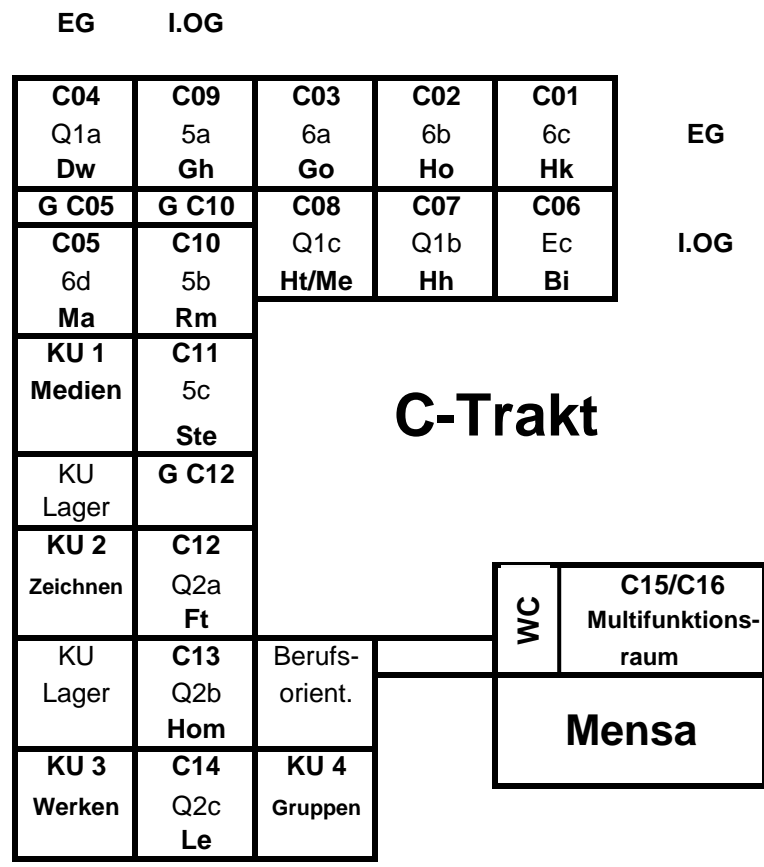 EG I.OG
C04 C09 C03 C02 C01
Q1a 5a 6a 6b 6c EG
Dw Gh Go Ho Hk
G C05 G C10 C08 C07 C06
C05 C10 Q1c Q1b Ec I.OG
6d 5b Ht/Me Hh Bi
Ma Rm
KU 1 C11
Medien 5c
C-Trakt
Ste
KU G C12
Lager
KU 2 C12
Zeichnen Q2a WC C15/C16
Ft Multifunktions-
KU C13 Berufs- raum
Lager Q2b orient.
Hom Mensa
KU 3 C14 KU 4
Werken Q2c Gruppen
Le